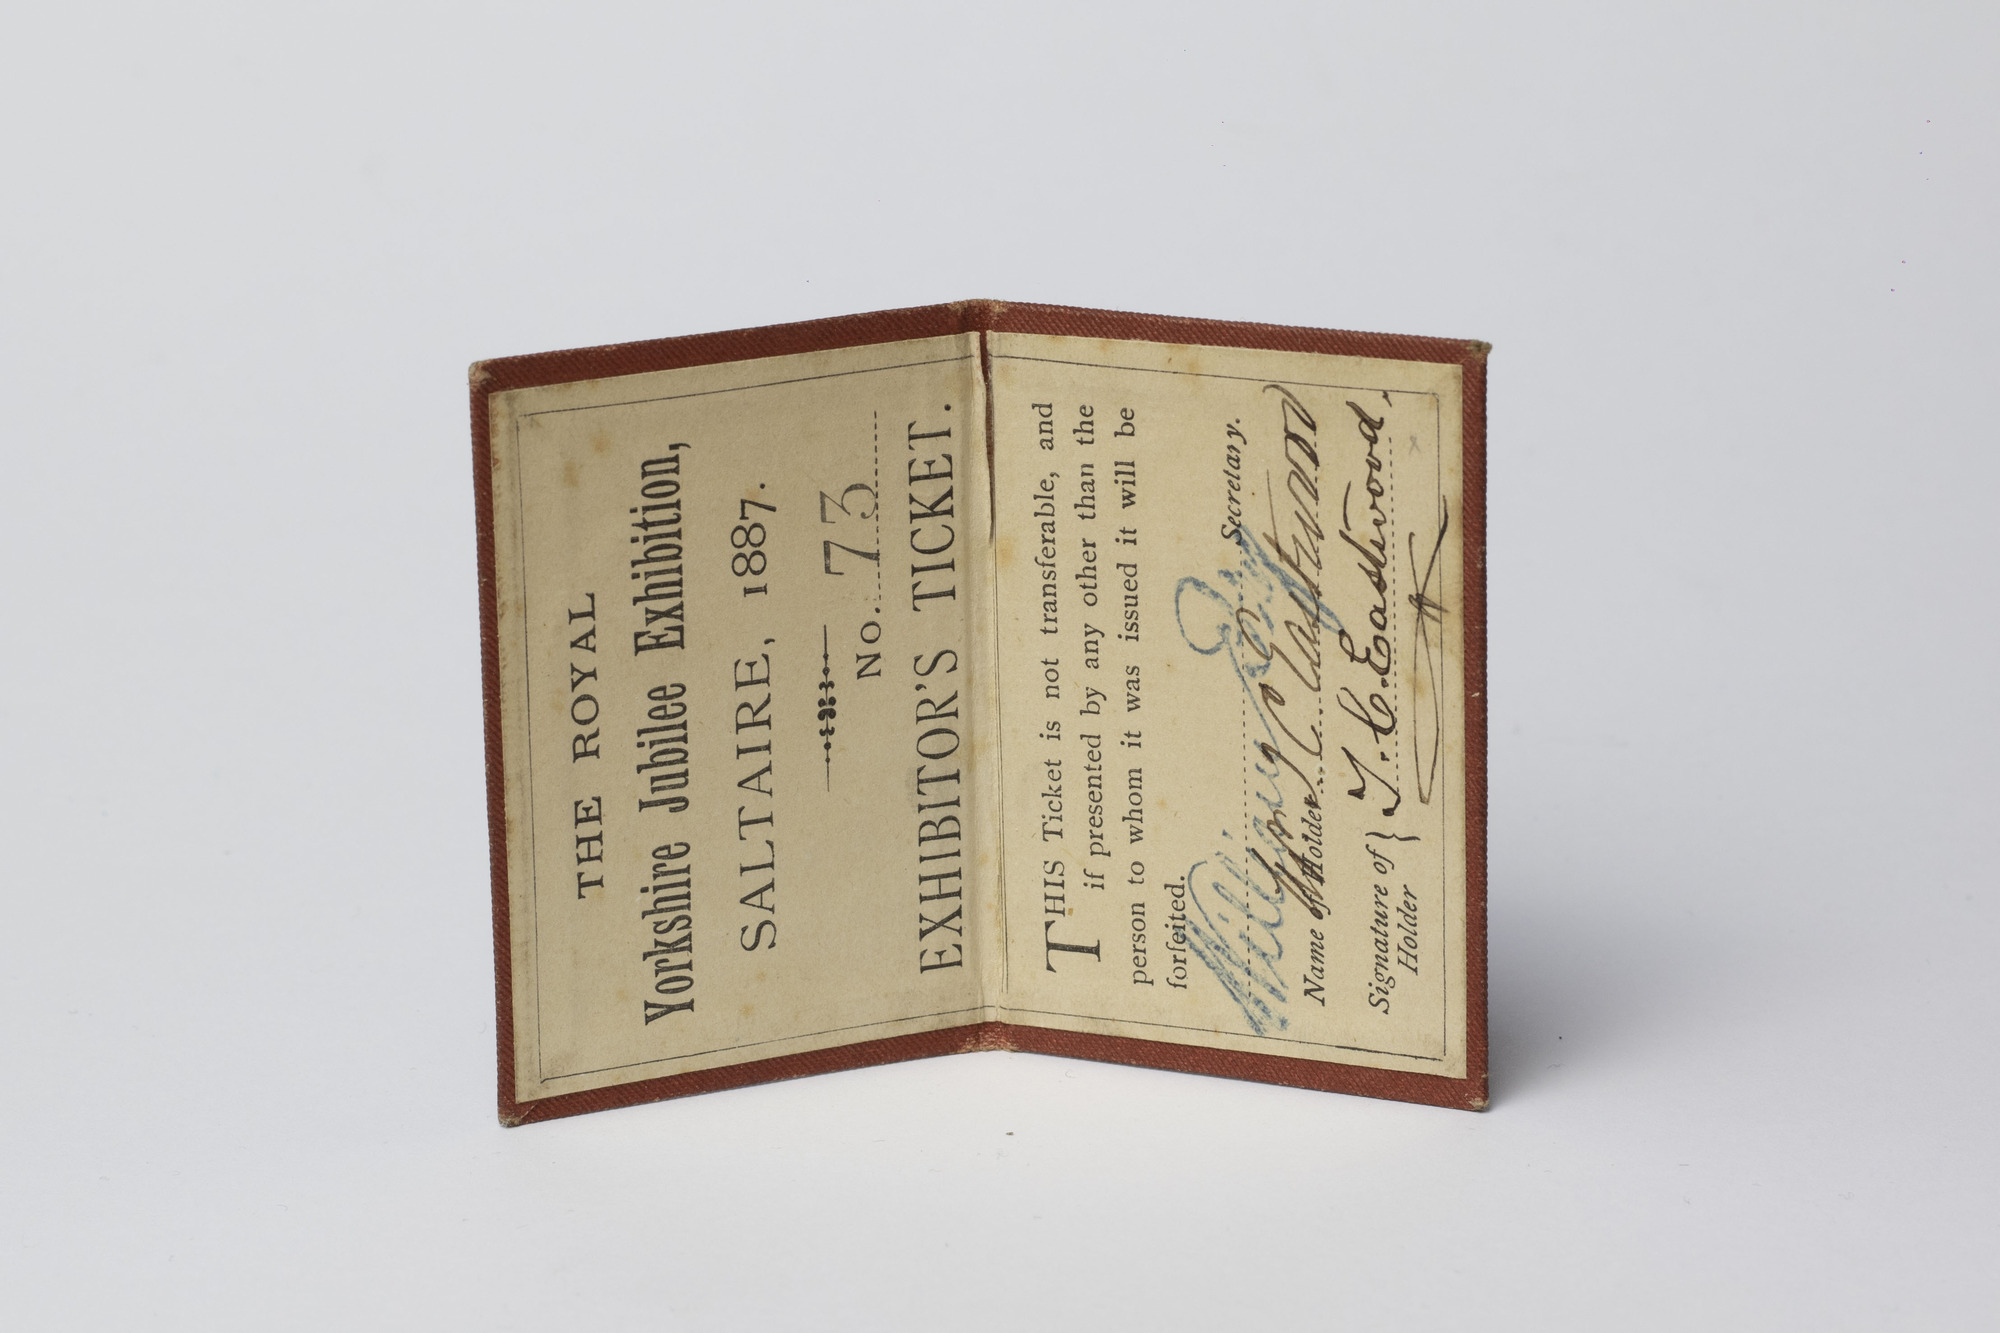 THE ROYAL
Yorkshire Jubilee Exhibition,
SALTAIRE, 1887.
No. 73
EXHIBITOR'S TICKET.
THIS Ticket is not transferable, and
if presented by any other than the
person to whom it was issued it will be
forfeited.
Secretary.
Name of Holder C. Eastwood
Signature of } T. C. Eastwood.
Holder